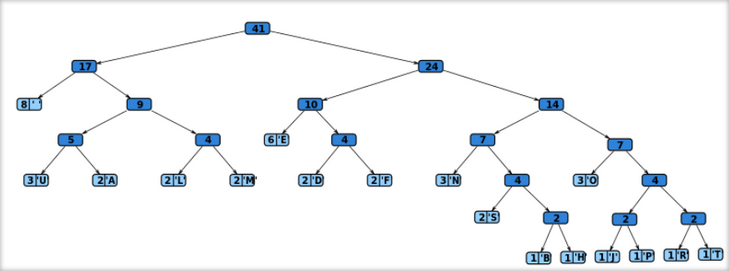 41
17 24
8 ' ' 9 10 14
5 4 6 'E 4 7 7
3 'U 2 'A 2 'L' 2 'M' 2 'D 2 'F 3 'N 4 3 'O 4
2 'S 2 2 2
1 'B 1 'H' 1 'J' 1 'P' 1 'R' 1 'T